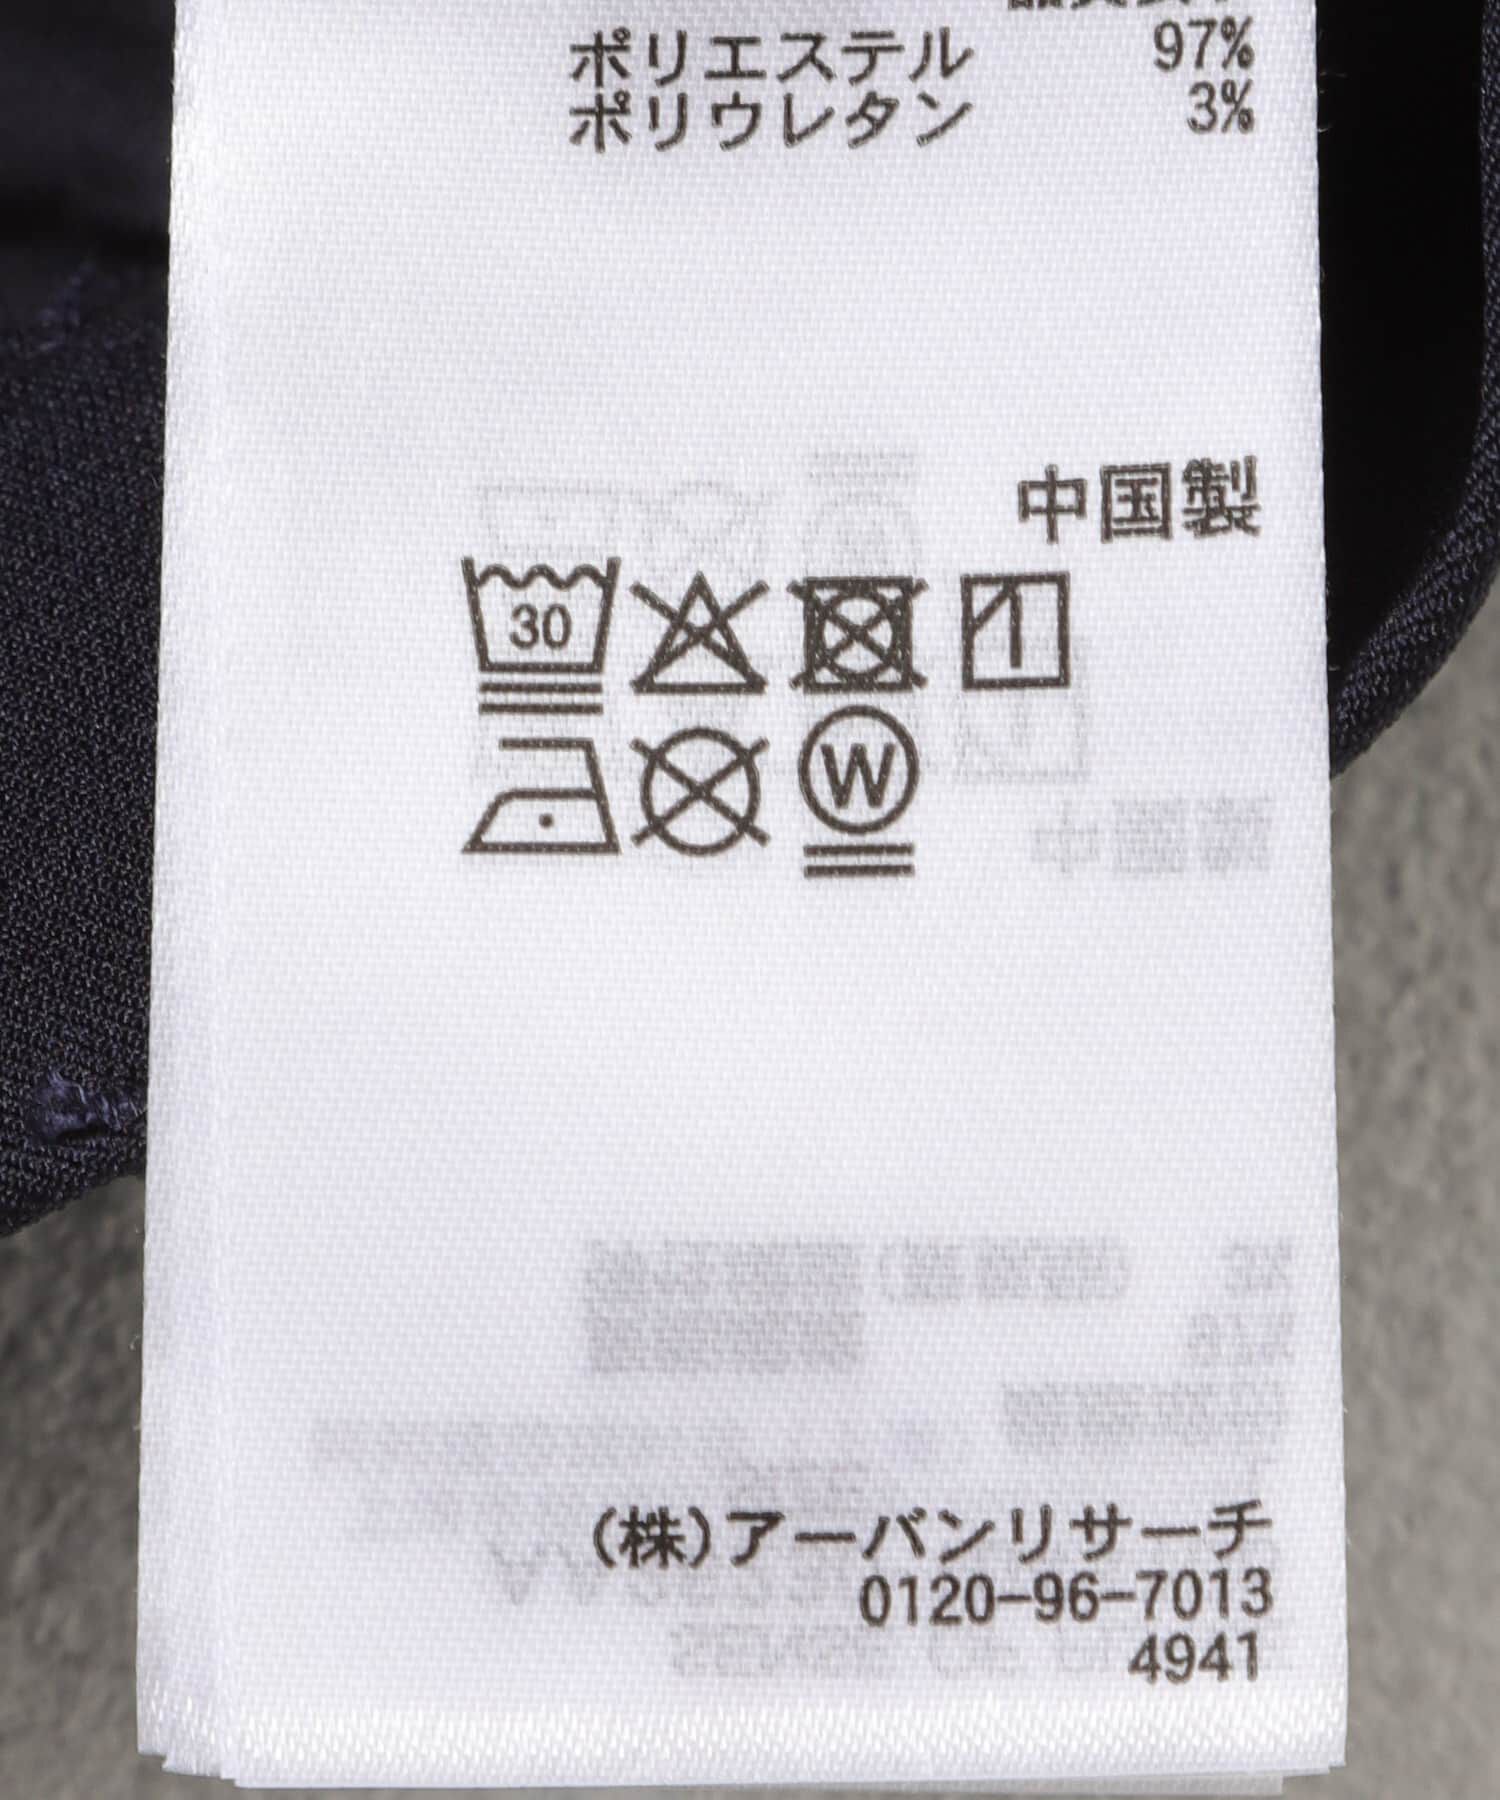 ポリエステル 97%
ポリウレタン 3%
中国製
30
W
(株)アーバンリサーチ
0120-96-7013
4941